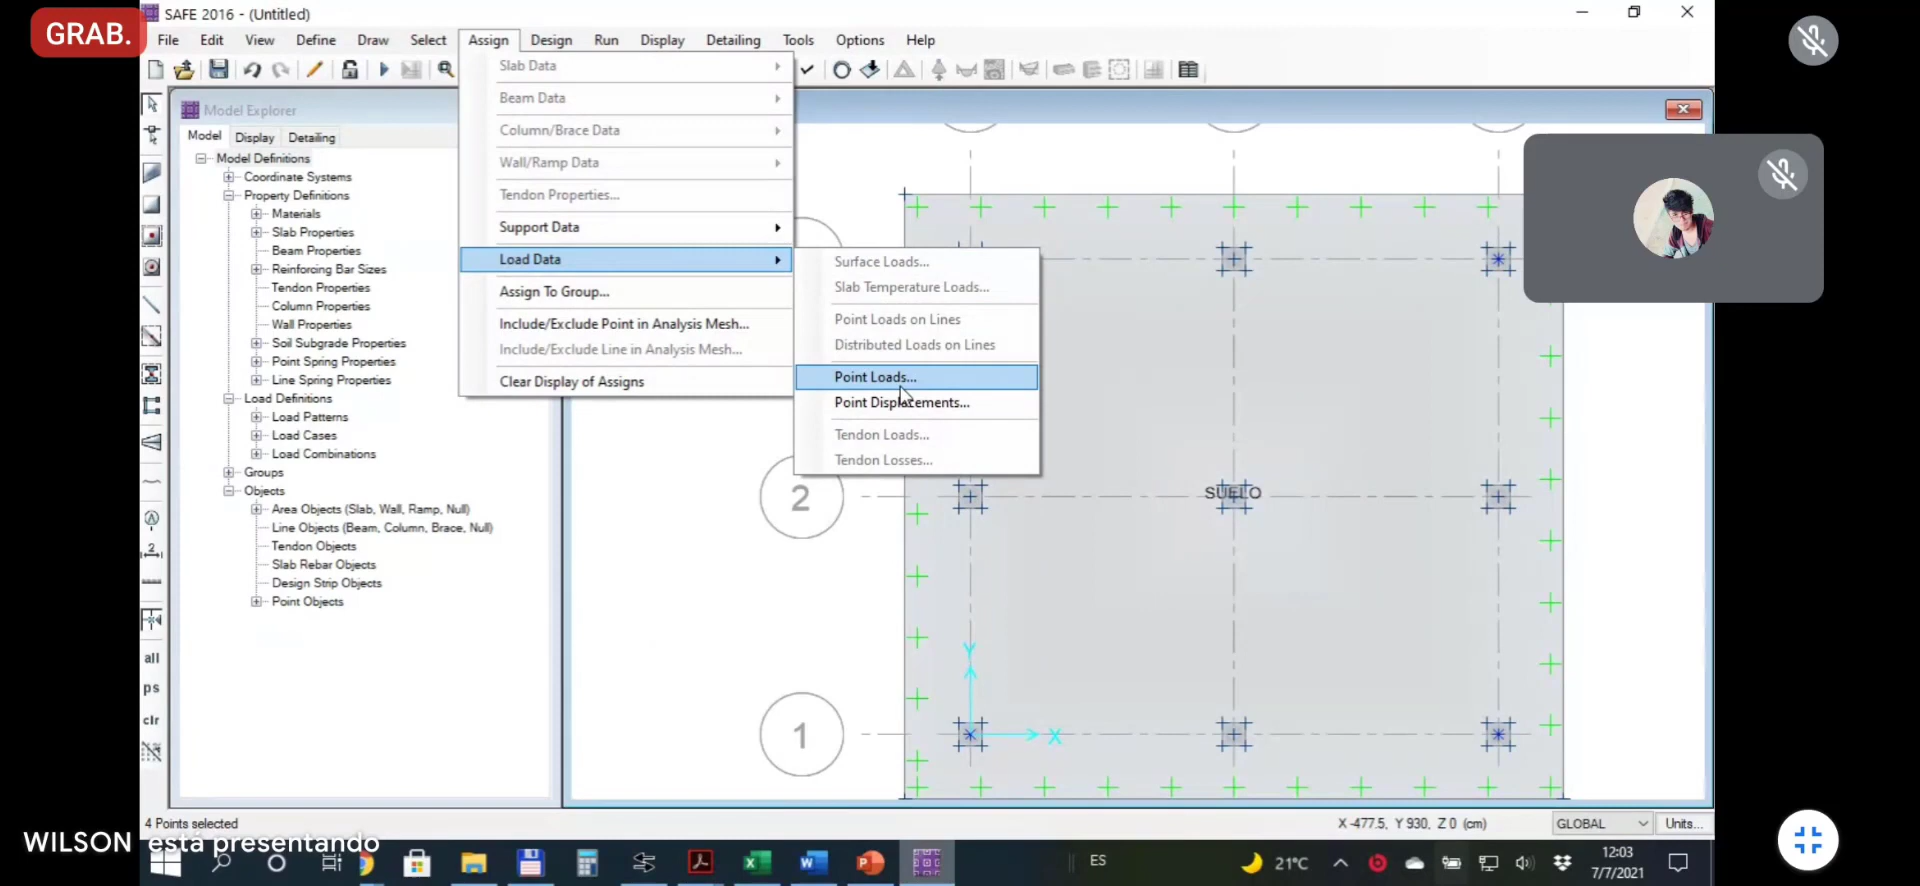 GRAB.
SAFE 2016 - (Untitled)
File Edit View Define Draw Select Assign Design Run Display Detailing Tools Options Help
Model Explorer
Model Display Detailing
Model Definitions
Coordinate Systems
Property Definitions
Materials
Slab Properties
Beam Properties
Reinforcing Bar Sizes
Tendon Properties
Column Properties
Wall Properties
Soil Subgrade Properties
Point Spring Properties
Line Spring Properties
Load Definitions
Load Patterns
Load Cases
Load Combinations
Groups
Objects
Area Objects (Slab, Wall, Ramp, Null)
Line Objects (Beam, Column, Brace, Null)
Tendon Objects
Slab Rebar Objects
Design Strip Objects
Point Objects
all
ps
clr
Slab Data
Beam Data
Column/Brace Data
Wall/Ramp Data
Tendon Properties...
Support Data
Load Data
Assign To Group...
Include/Exclude Point in Analysis Mesh...
Include/Exclude Line in Analysis Mesh...
Clear Display of Assigns
Surface Loads...
Slab Temperature Loads...
Point Loads on Lines
Distributed Loads on Lines
Point Loads...
Point Displacements...
Tendon Loads...
Tendon Losses...
2
SUELO
Y
1
X
4 Points selected
X -477.5, Y 930, Z 0 (cm)
GLOBAL
Units...
WILSON está presentando
ES
21°C
12:03
7/7/2021